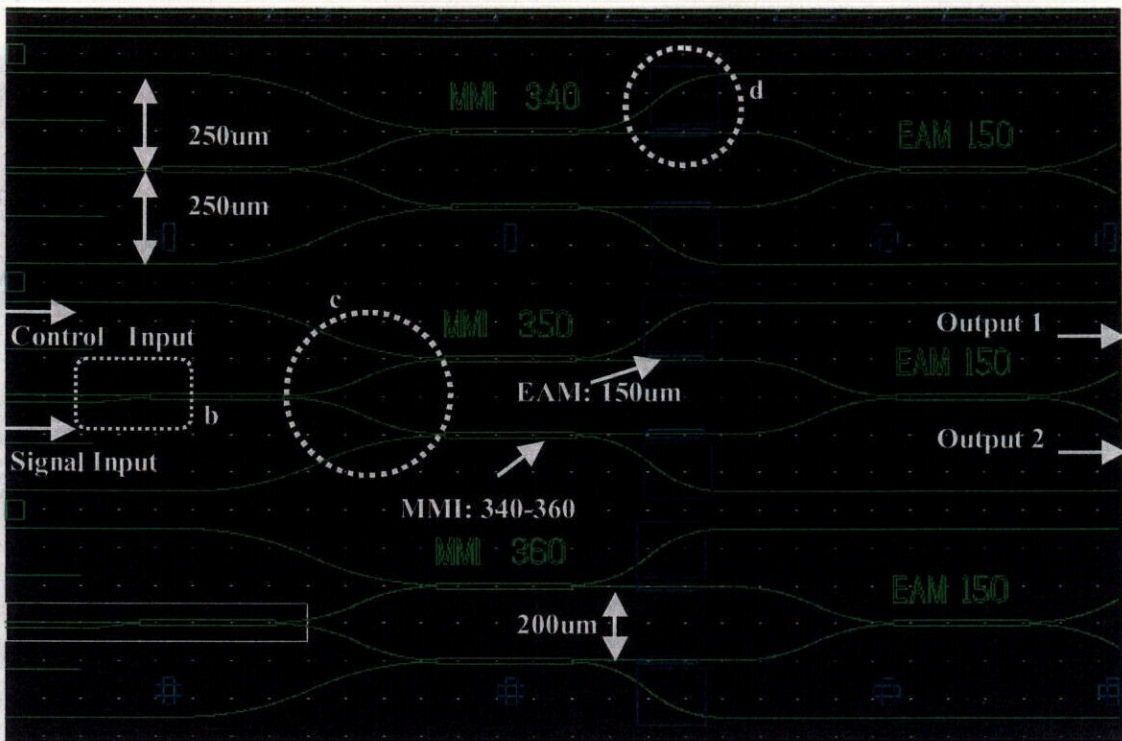 MMI 340
d
EAM 150
250um
250um
c
MMI 350
Control Input
Output 1
EAM 150
EAM: 150um
b
Signal Input
Output 2
MMI: 340-360
MMI 360
EAM 150
200um